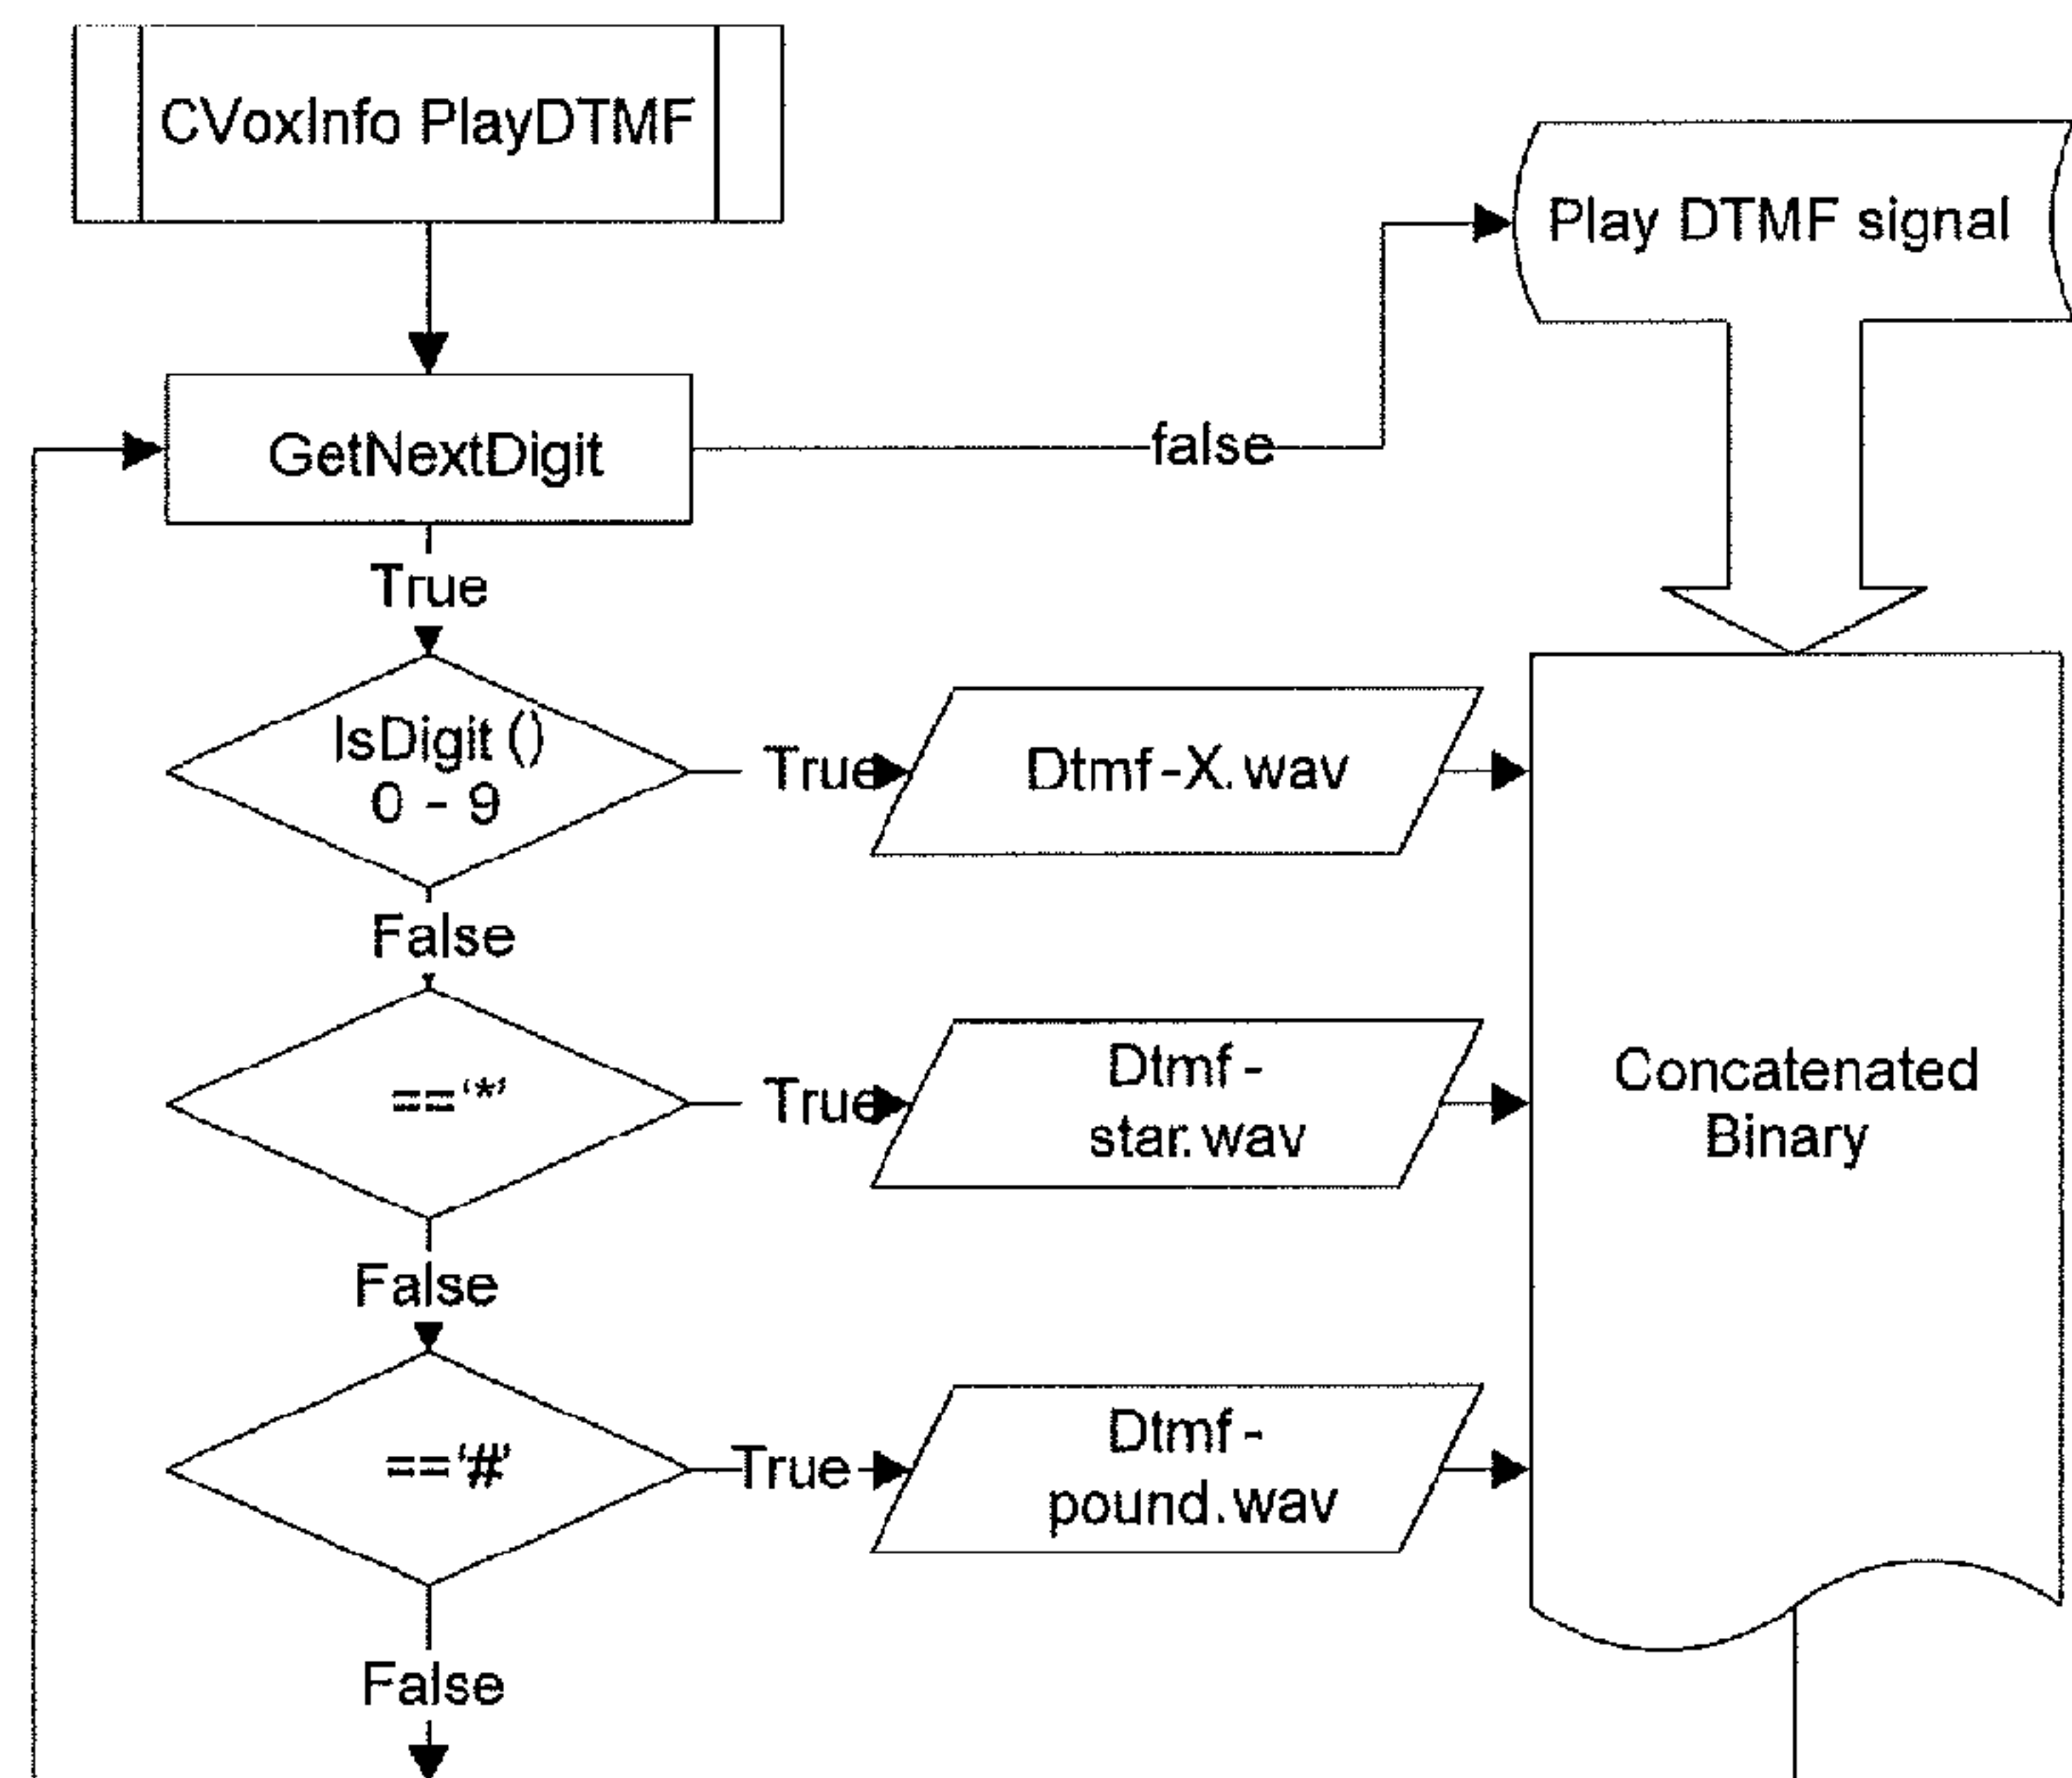 CVoxInfo PlayDTMF
Play DTMF signal
GetNextDigit
false
True
IsDigit ()
0 - 9
True
Dtmf-X.wav
False
=='*'
True
Dtmf-
star.wav
Concatenated
Binary
False
=='#'
True
Dtmf-
pound.wav
False